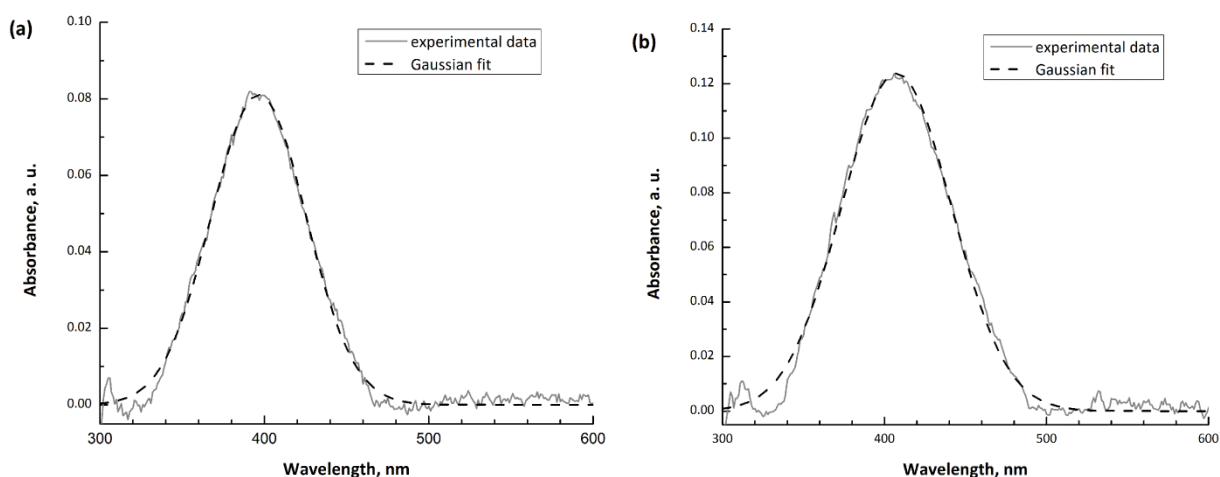 (a)
0.10
0.08
0.06
0.04
0.02
0.00
Absorbance, a. u.
experimental data
Gaussian fit
300
400
500
600
Wavelength, nm
(b)
0.14
0.12
0.10
0.08
0.06
0.04
0.02
0.00
Absorbance, a. u.
experimental data
Gaussian fit
300
400
500
600
Wavelength, nm